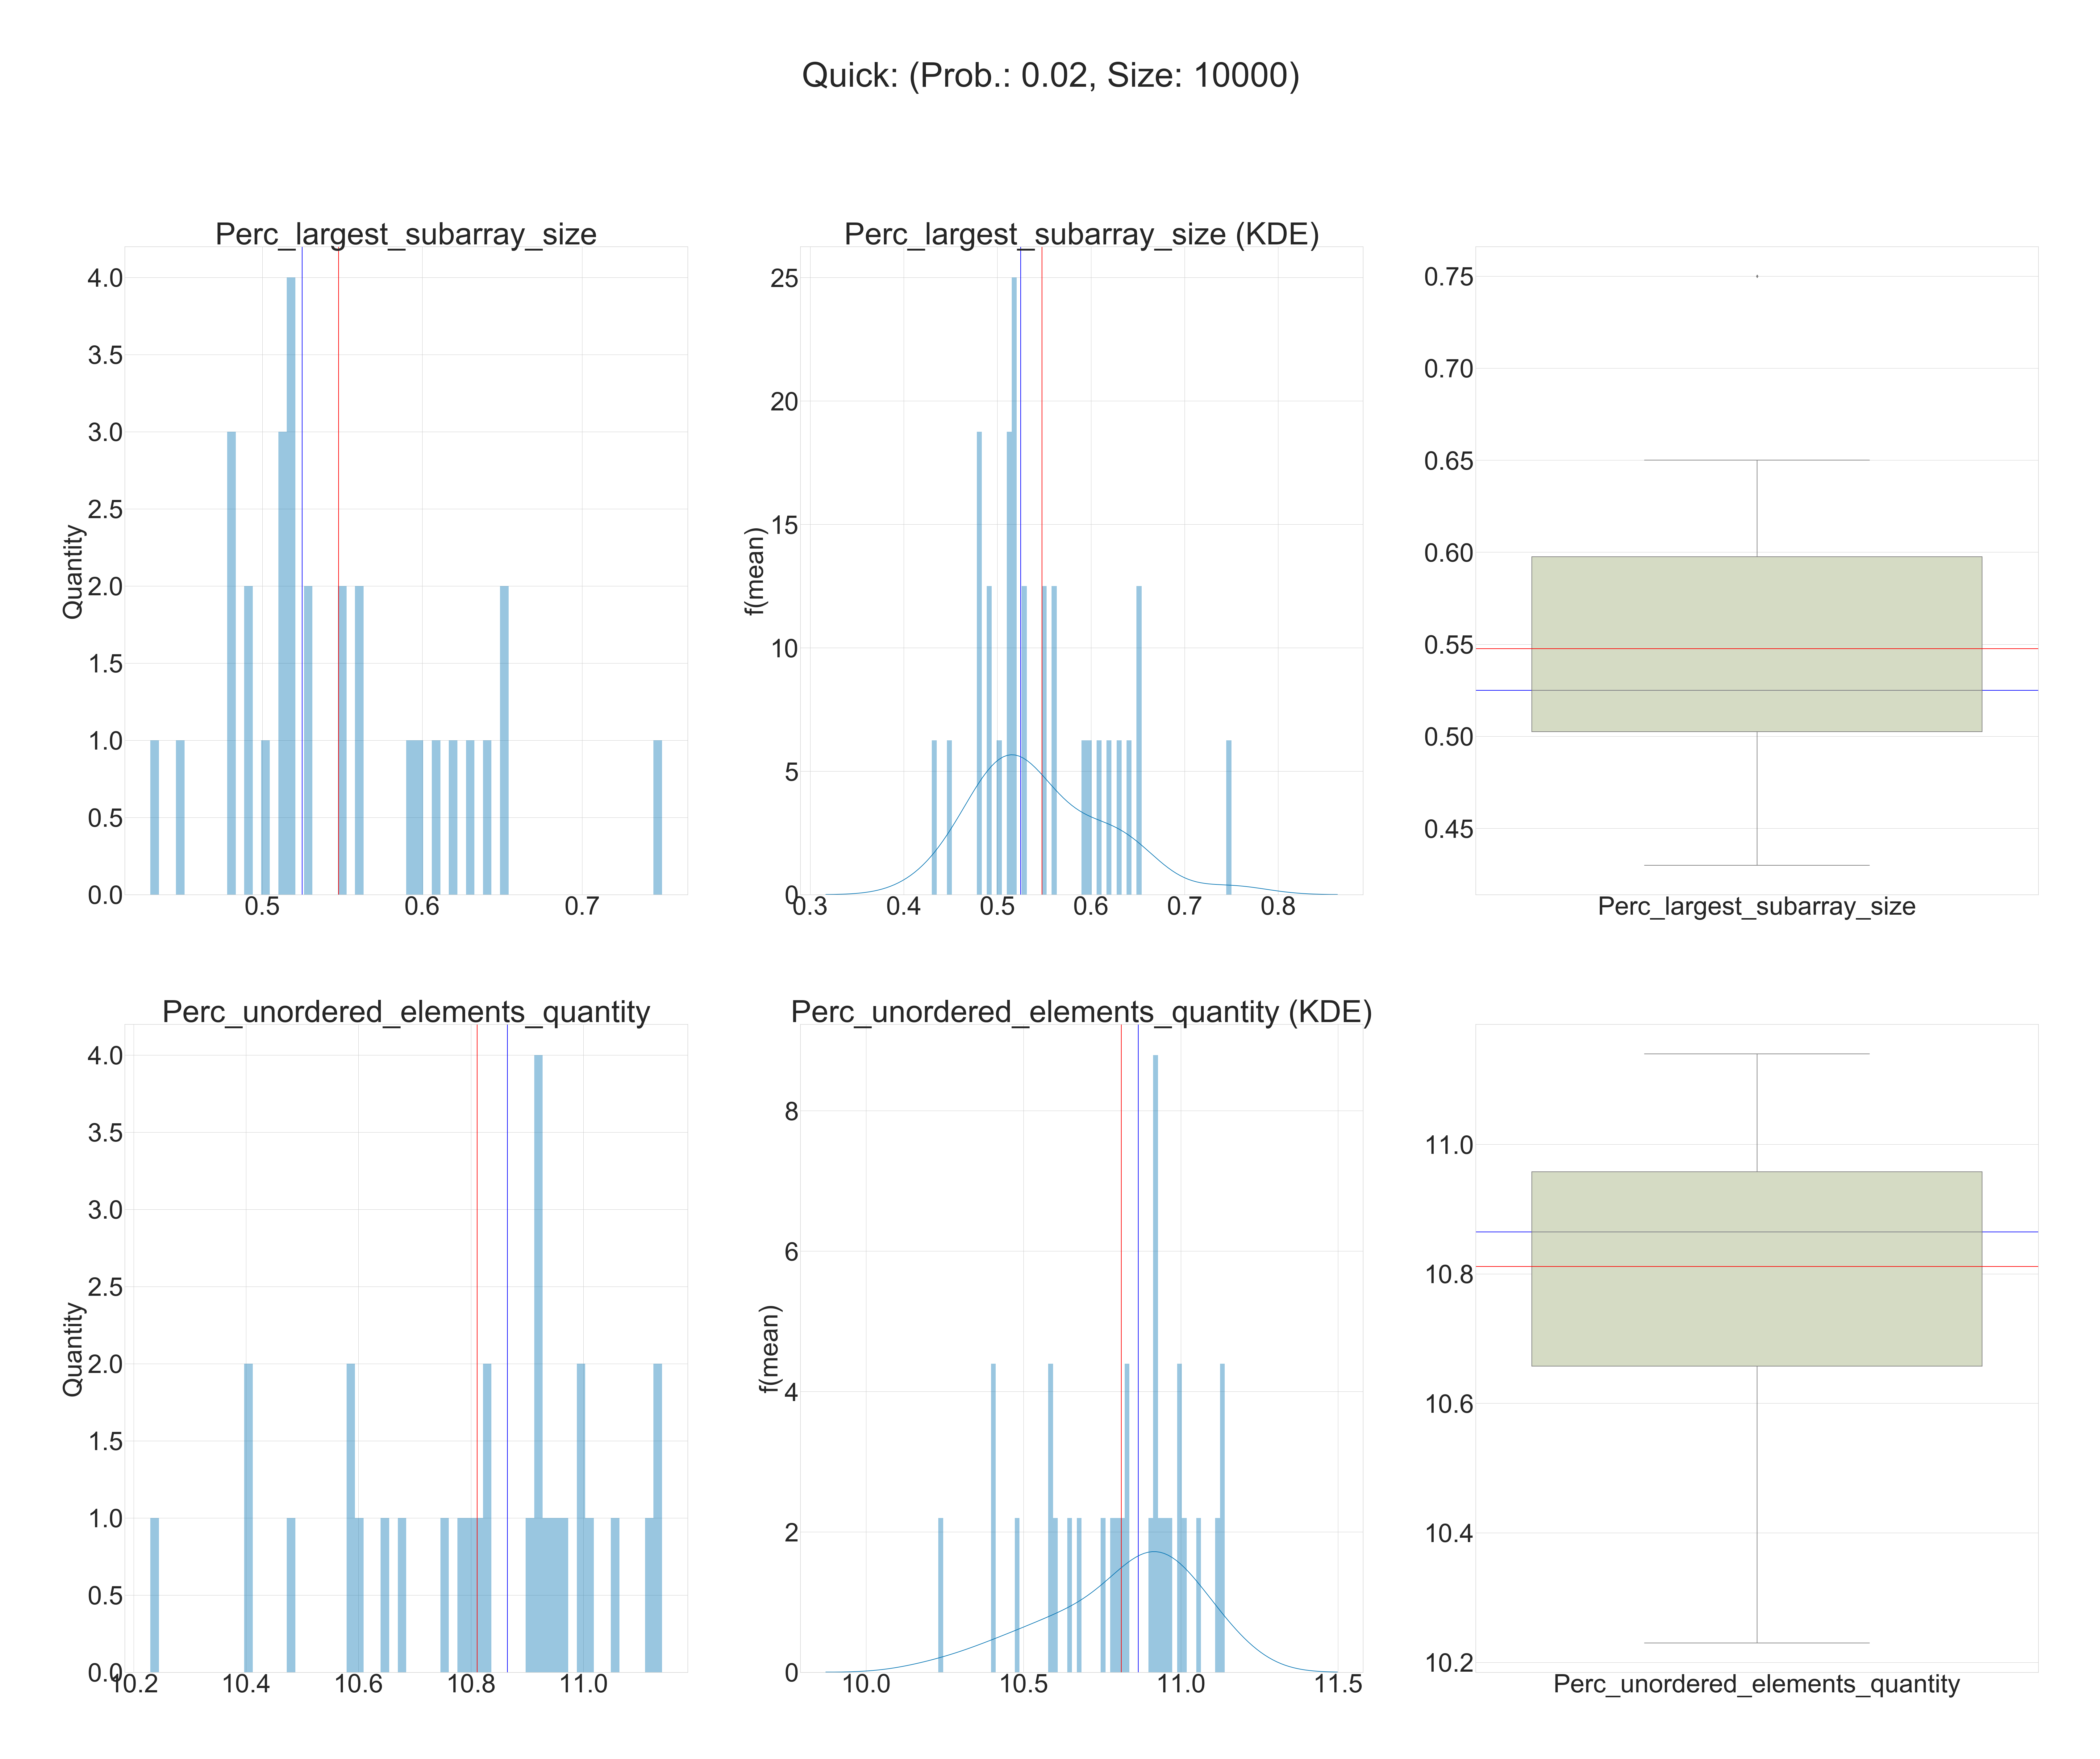 Quick: (Prob.: 0.02, Size: 10000)
Perc_largest_subarray_size
Quantity
4.0
3.5
3.0
2.5
2.0
1.5
1.0
0.5
0.0
0.5 0.6 0.7
Perc_largest_subarray_size (KDE)
f(mean)
25
20
15
10
5
0
0.3 0.4 0.5 0.6 0.7 0.8
0.75
0.70
0.65
0.60
0.55
0.50
0.45
Perc_largest_subarray_size
Perc_unordered_elements_quantity
Quantity
4.0
3.5
3.0
2.5
2.0
1.5
1.0
0.5
0.0
10.2 10.4 10.6 10.8 11.0
Perc_unordered_elements_quantity (KDE)
f(mean)
8
6
4
2
0
10.0 10.5 11.0 11.5
11.0
10.8
10.6
10.4
10.2
Perc_unordered_elements_quantity